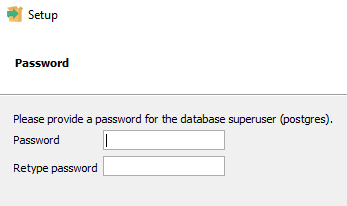 Setup
Password
Please provide a password for the database superuser (postgres).
Password
Retype password